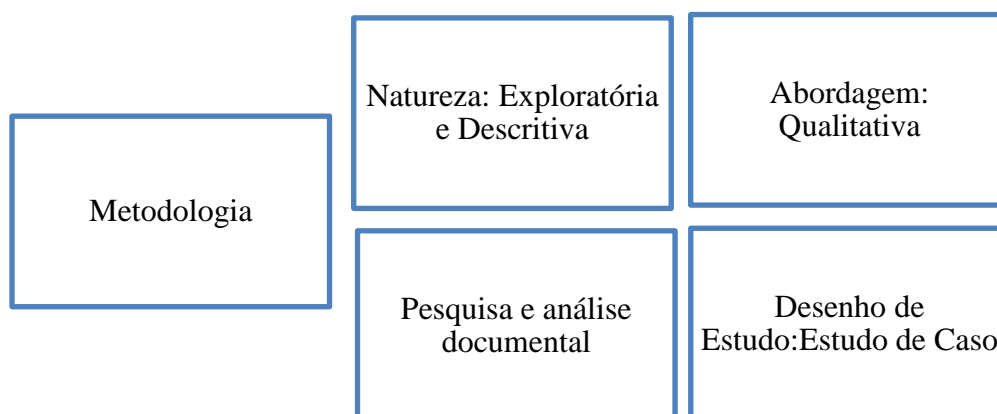 Metodologia
Natureza: Exploratória
e Descritiva
Abordagem:
Qualitativa
Pesquisa e análise
documental
Desenho de
Estudo:Estudo de Caso